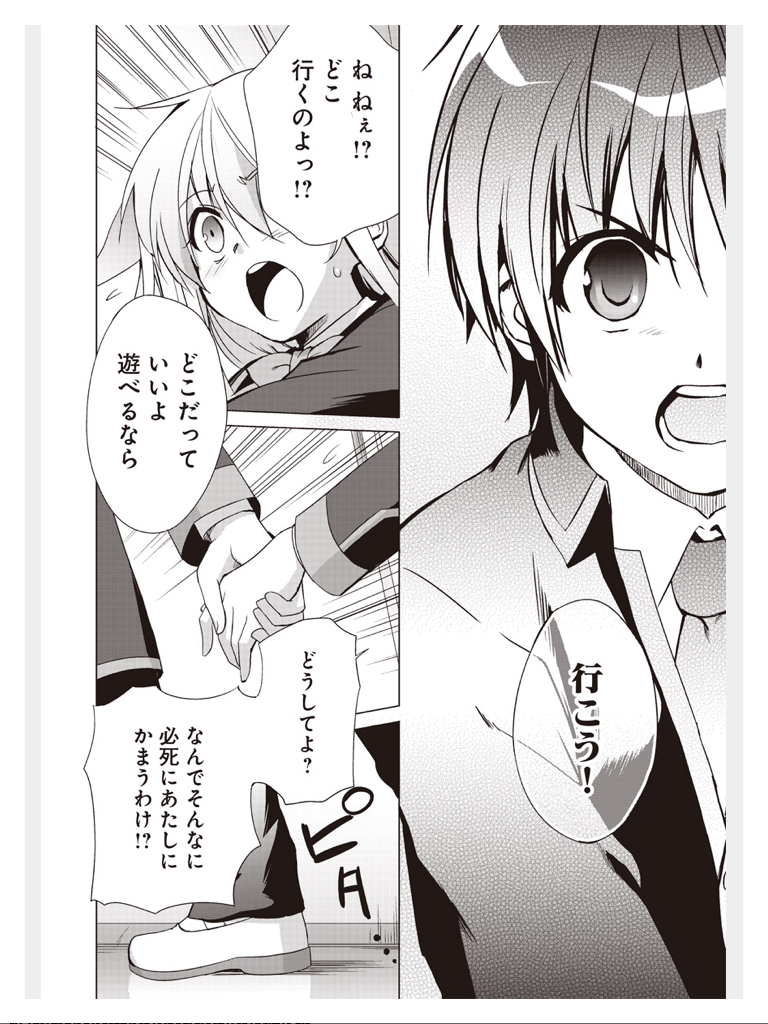 行こう！
ね ねぇ!?
どこ
行くのよっ!?
どこだって
いいよ
遊べるなら
どうしてよ？
なんでそんなに
必死にあたしに
かまうわけ!?
ピタ